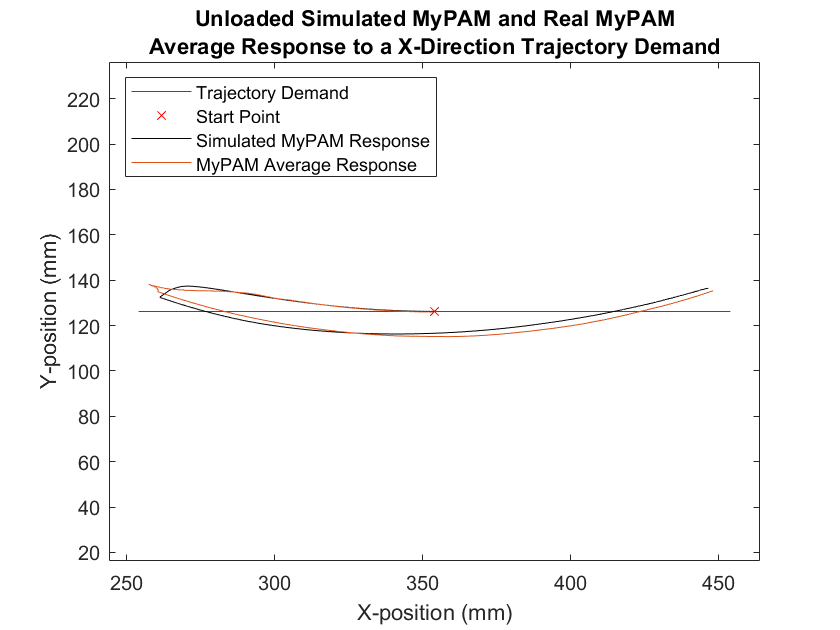 Unloaded Simulated MyPAM and Real MyPAM
Average Response to a X-Direction Trajectory Demand
Trajectory Demand
Start Point
Simulated MyPAM Response
MyPAM Average Response
220
200
180
160
140
120
100
80
60
40
20
Y-position (mm)
250 300 350 400 450
X-position (mm)